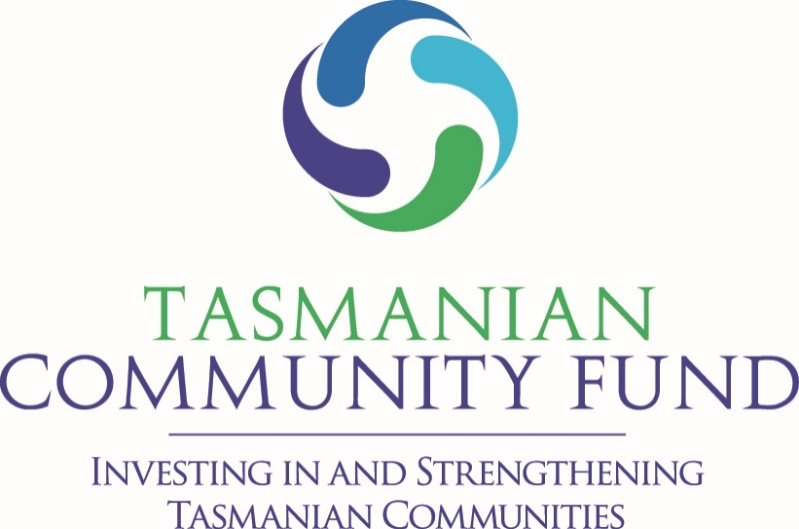 TASMANIAN
COMMUNITY FUND
INVESTING IN AND STRENGTHENING
TASMANIAN COMMUNITIES